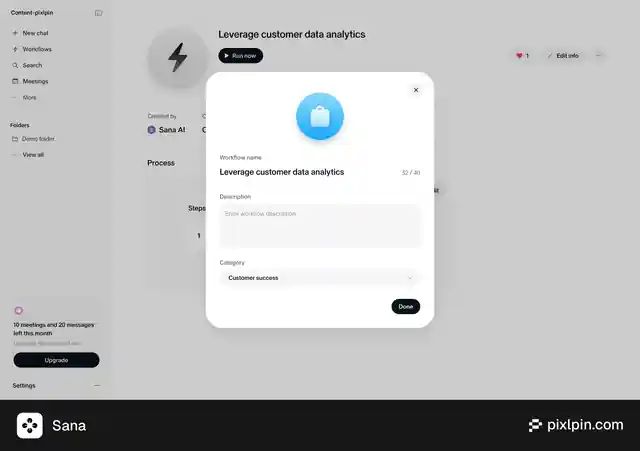 Content-pixlpin
New chat
Workflows
Search
Meetings
More
Folders
Demo folder
View all
10 meetings and 20 messages
left this month
Upgrade
Settings
Leverage customer data analytics
Run now
1
Edit info
Created by
Sana AI
Process
Steps
1
Workflow name
Leverage customer data analytics
32 / 40
Description
Enter workflow description
Category
Customer success
Done
Sana
pixlpin.com